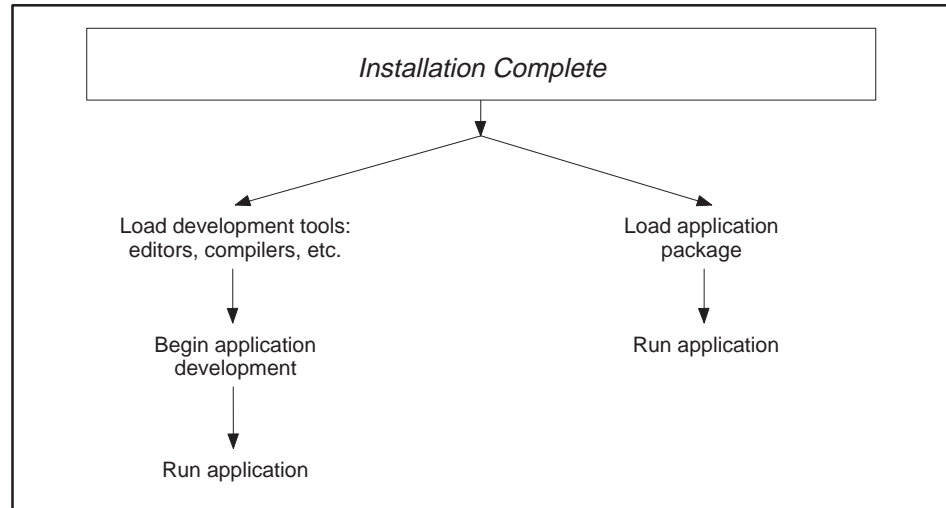 Installation Complete
Load development tools:
editors, compilers, etc.
Begin application
development
Run application
Load application
package
Run application